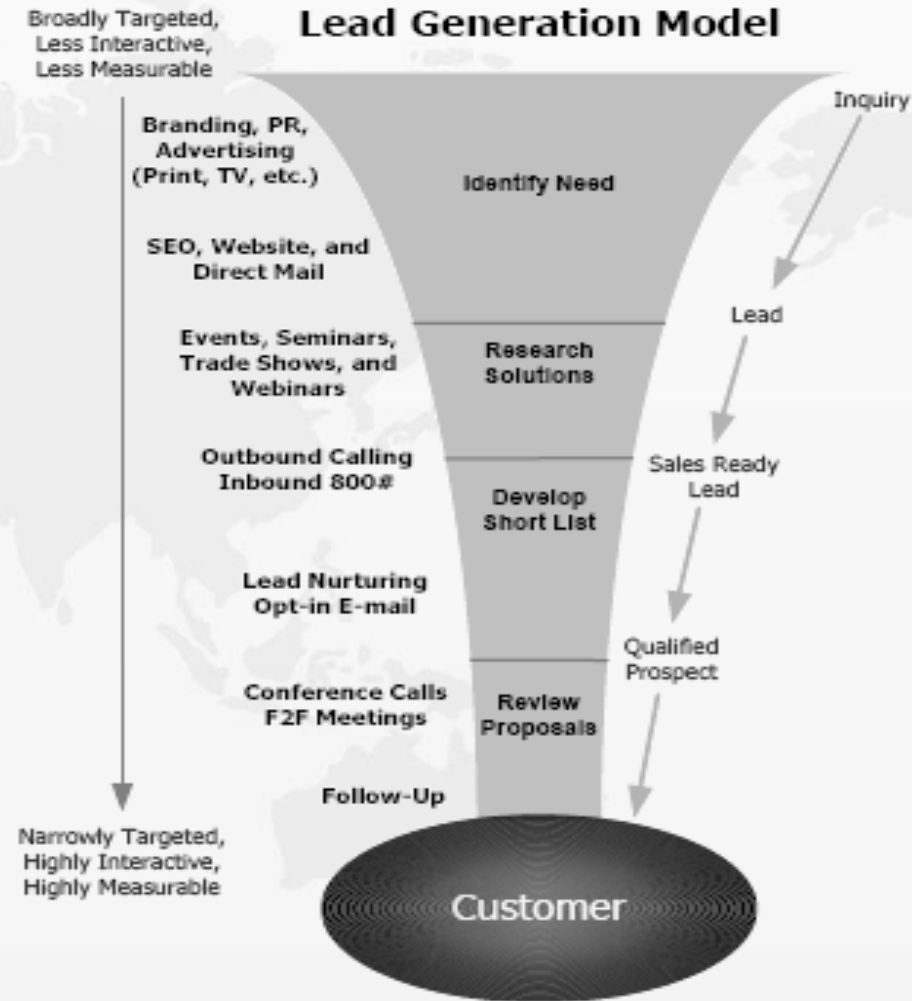 Lead Generation Model
Broadly Targeted,
Less Interactive,
Less Measurable
Branding, PR,
Advertising
(Print, TV, etc.)
SEO, Website, and
Direct Mail
Events, Seminars,
Trade Shows, and
Webinars
Outbound Calling
Inbound 800#
Lead Nurturing
Opt-in E-mail
Conference Calls
F2F Meetings
Follow-Up
Narrowly Targeted,
Highly Interactive,
Highly Measurable
Identify Need
Research
Solutions
Develop
Short List
Review
Proposals
Inquiry
Lead
Sales Ready
Lead
Qualified
Prospect
Customer